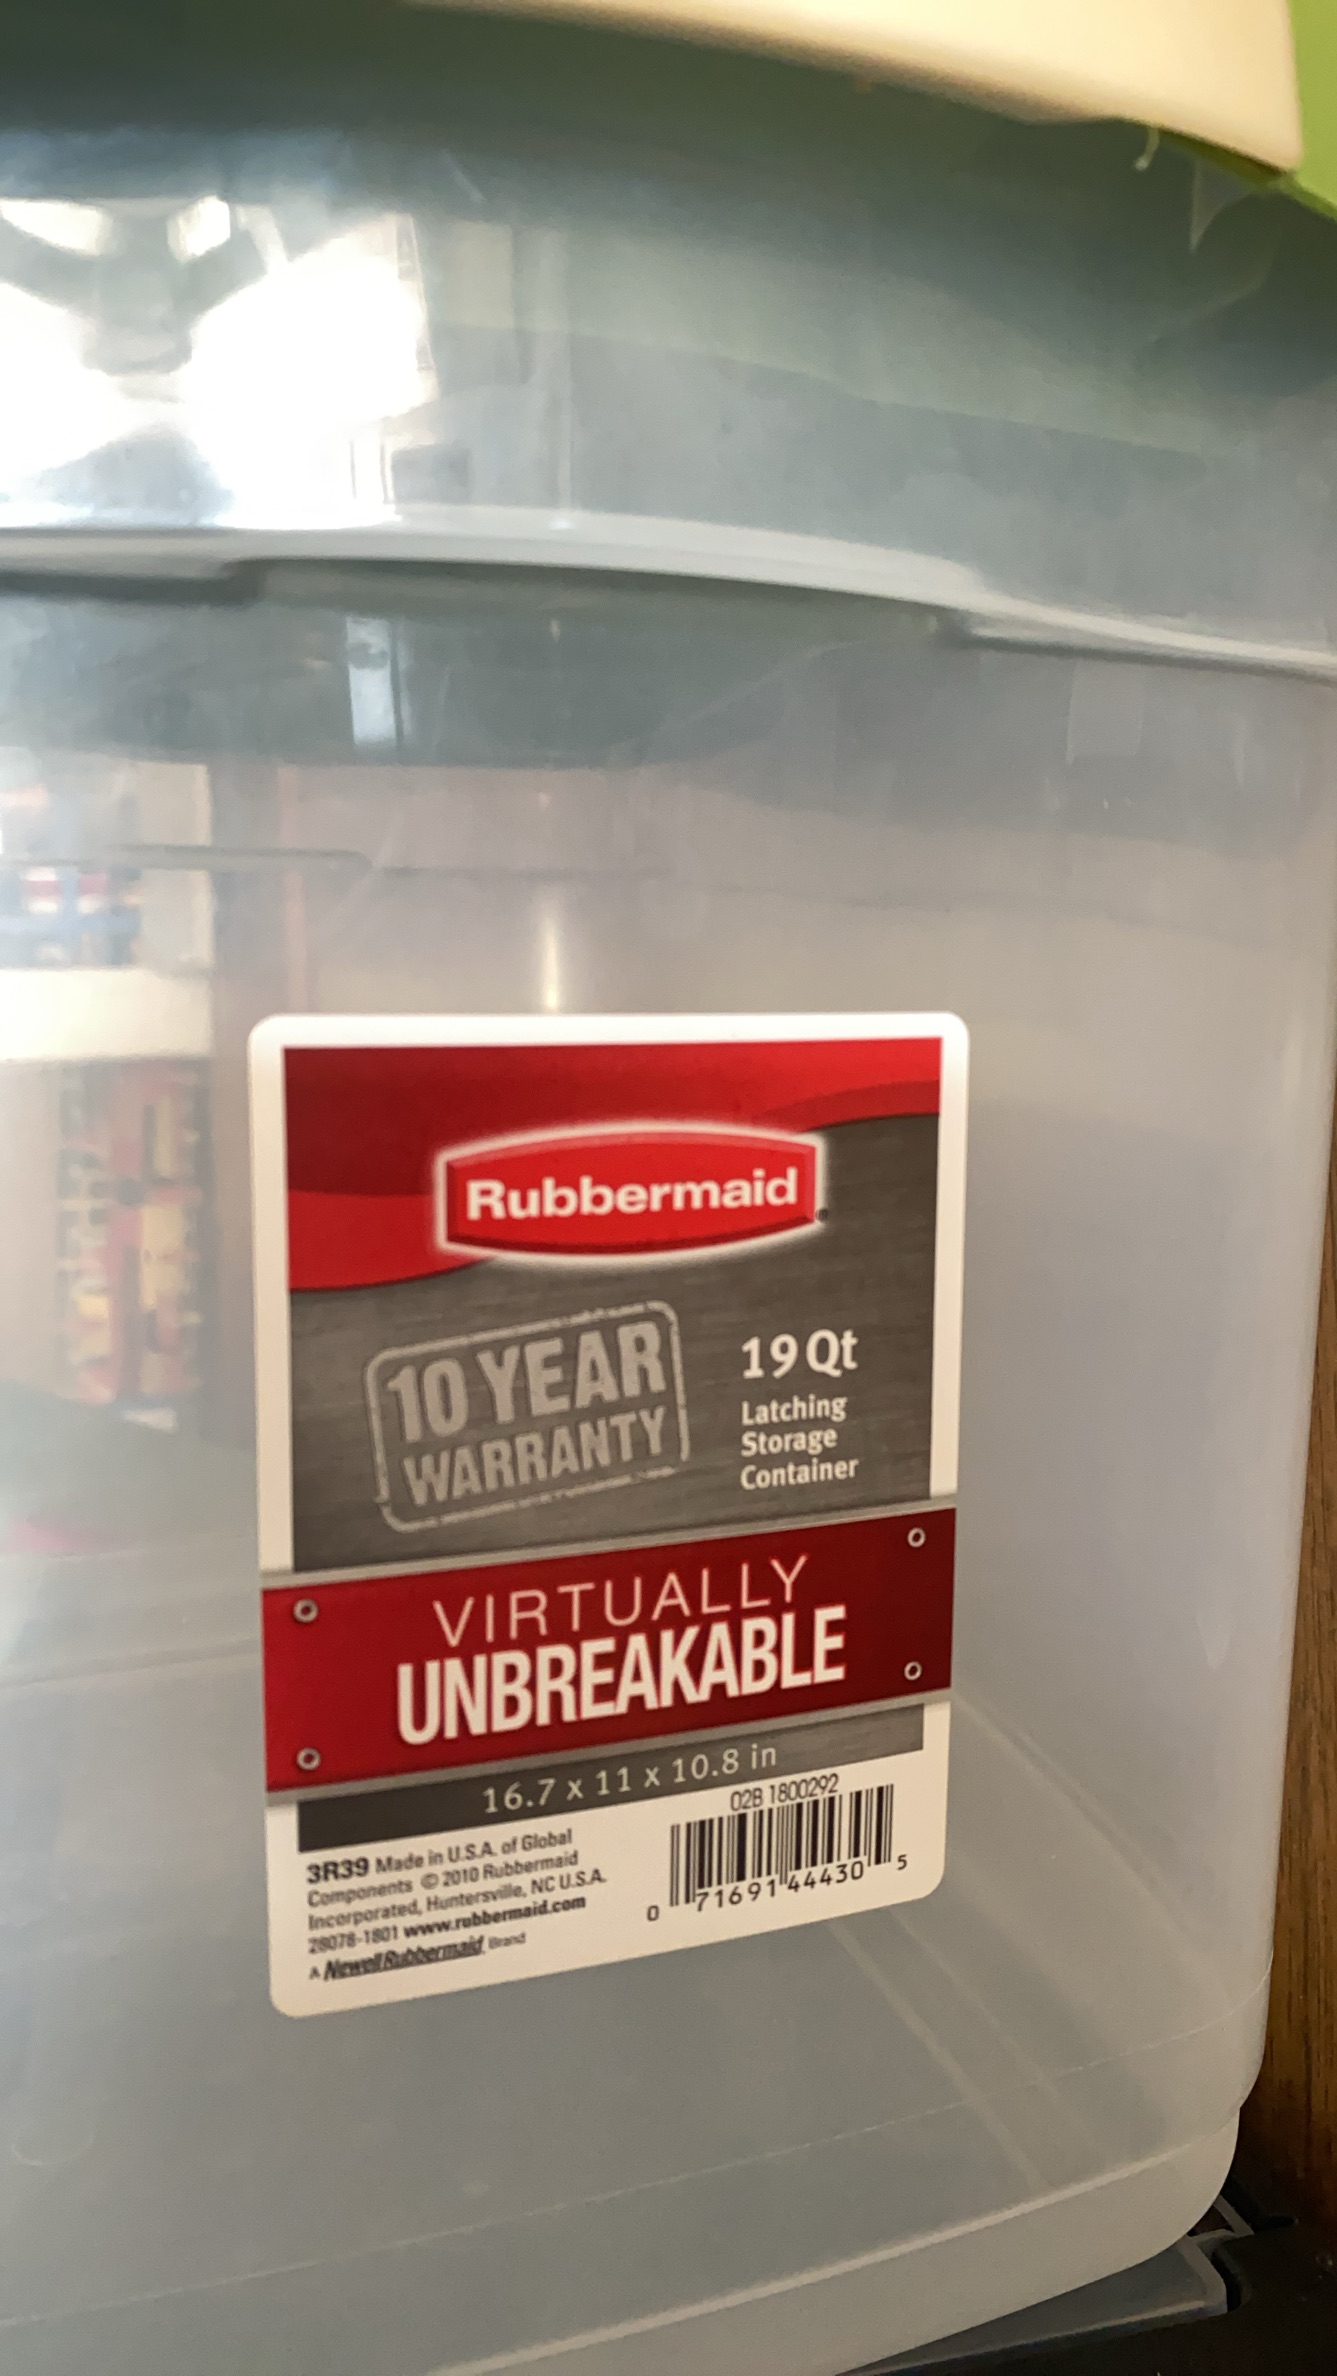 Rubbermaid®
10 YEAR
WARRANTY
19 Qt
Latching
Storage
Container
VIRTUALLY
UNBREAKABLE
16.7 x 11 x 10.8 in
3R39 Made in U.S.A. of Global
Components © 2010 Rubbermaid
Incorporated, Huntersville, NC U.S.A.
28078-1801 www.rubbermaid.com
A Newell Rubbermaid Brand
02B 1800292
0 71691 44430 5